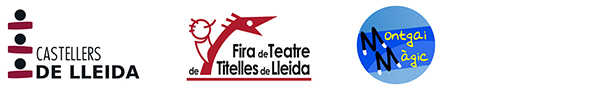 CASTELLERS
DE LLEIDA
Fira de Teatre
de Titelles de Lleida
Montgai
Màgic